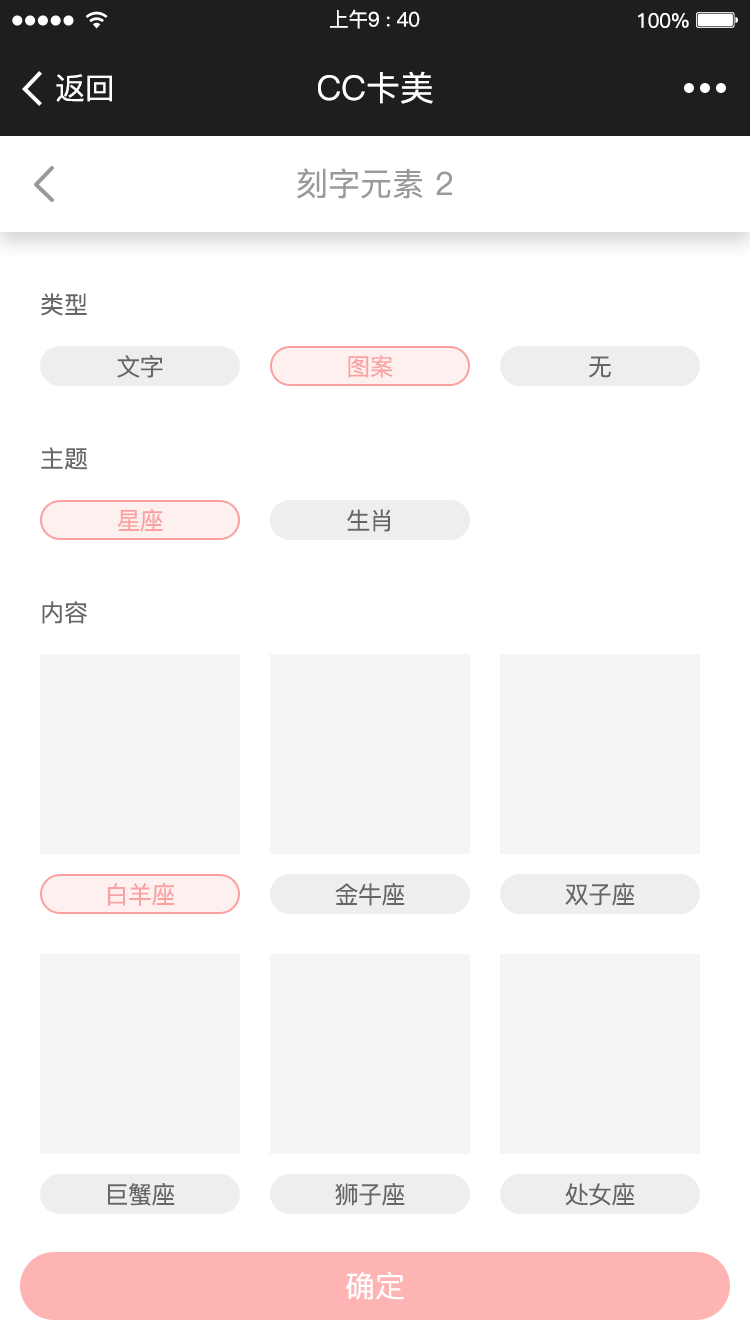 上午9 : 40 100%
返回 CC卡美
刻字元素 2
类型
文字 图案 无
主题
星座 生肖
内容
白羊座 金牛座 双子座
巨蟹座 狮子座 处女座
确定